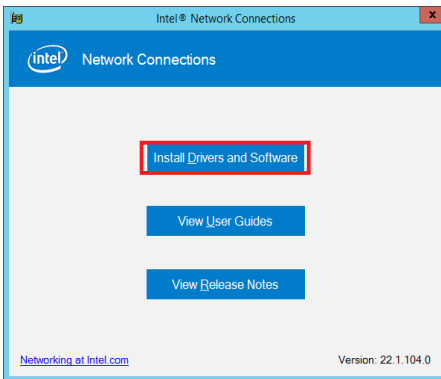 Intel® Network Connections
x
intel Network Connections
Install Drivers and Software
View User Guides
View Release Notes
Networking at Intel.com Version: 22.1.104.0